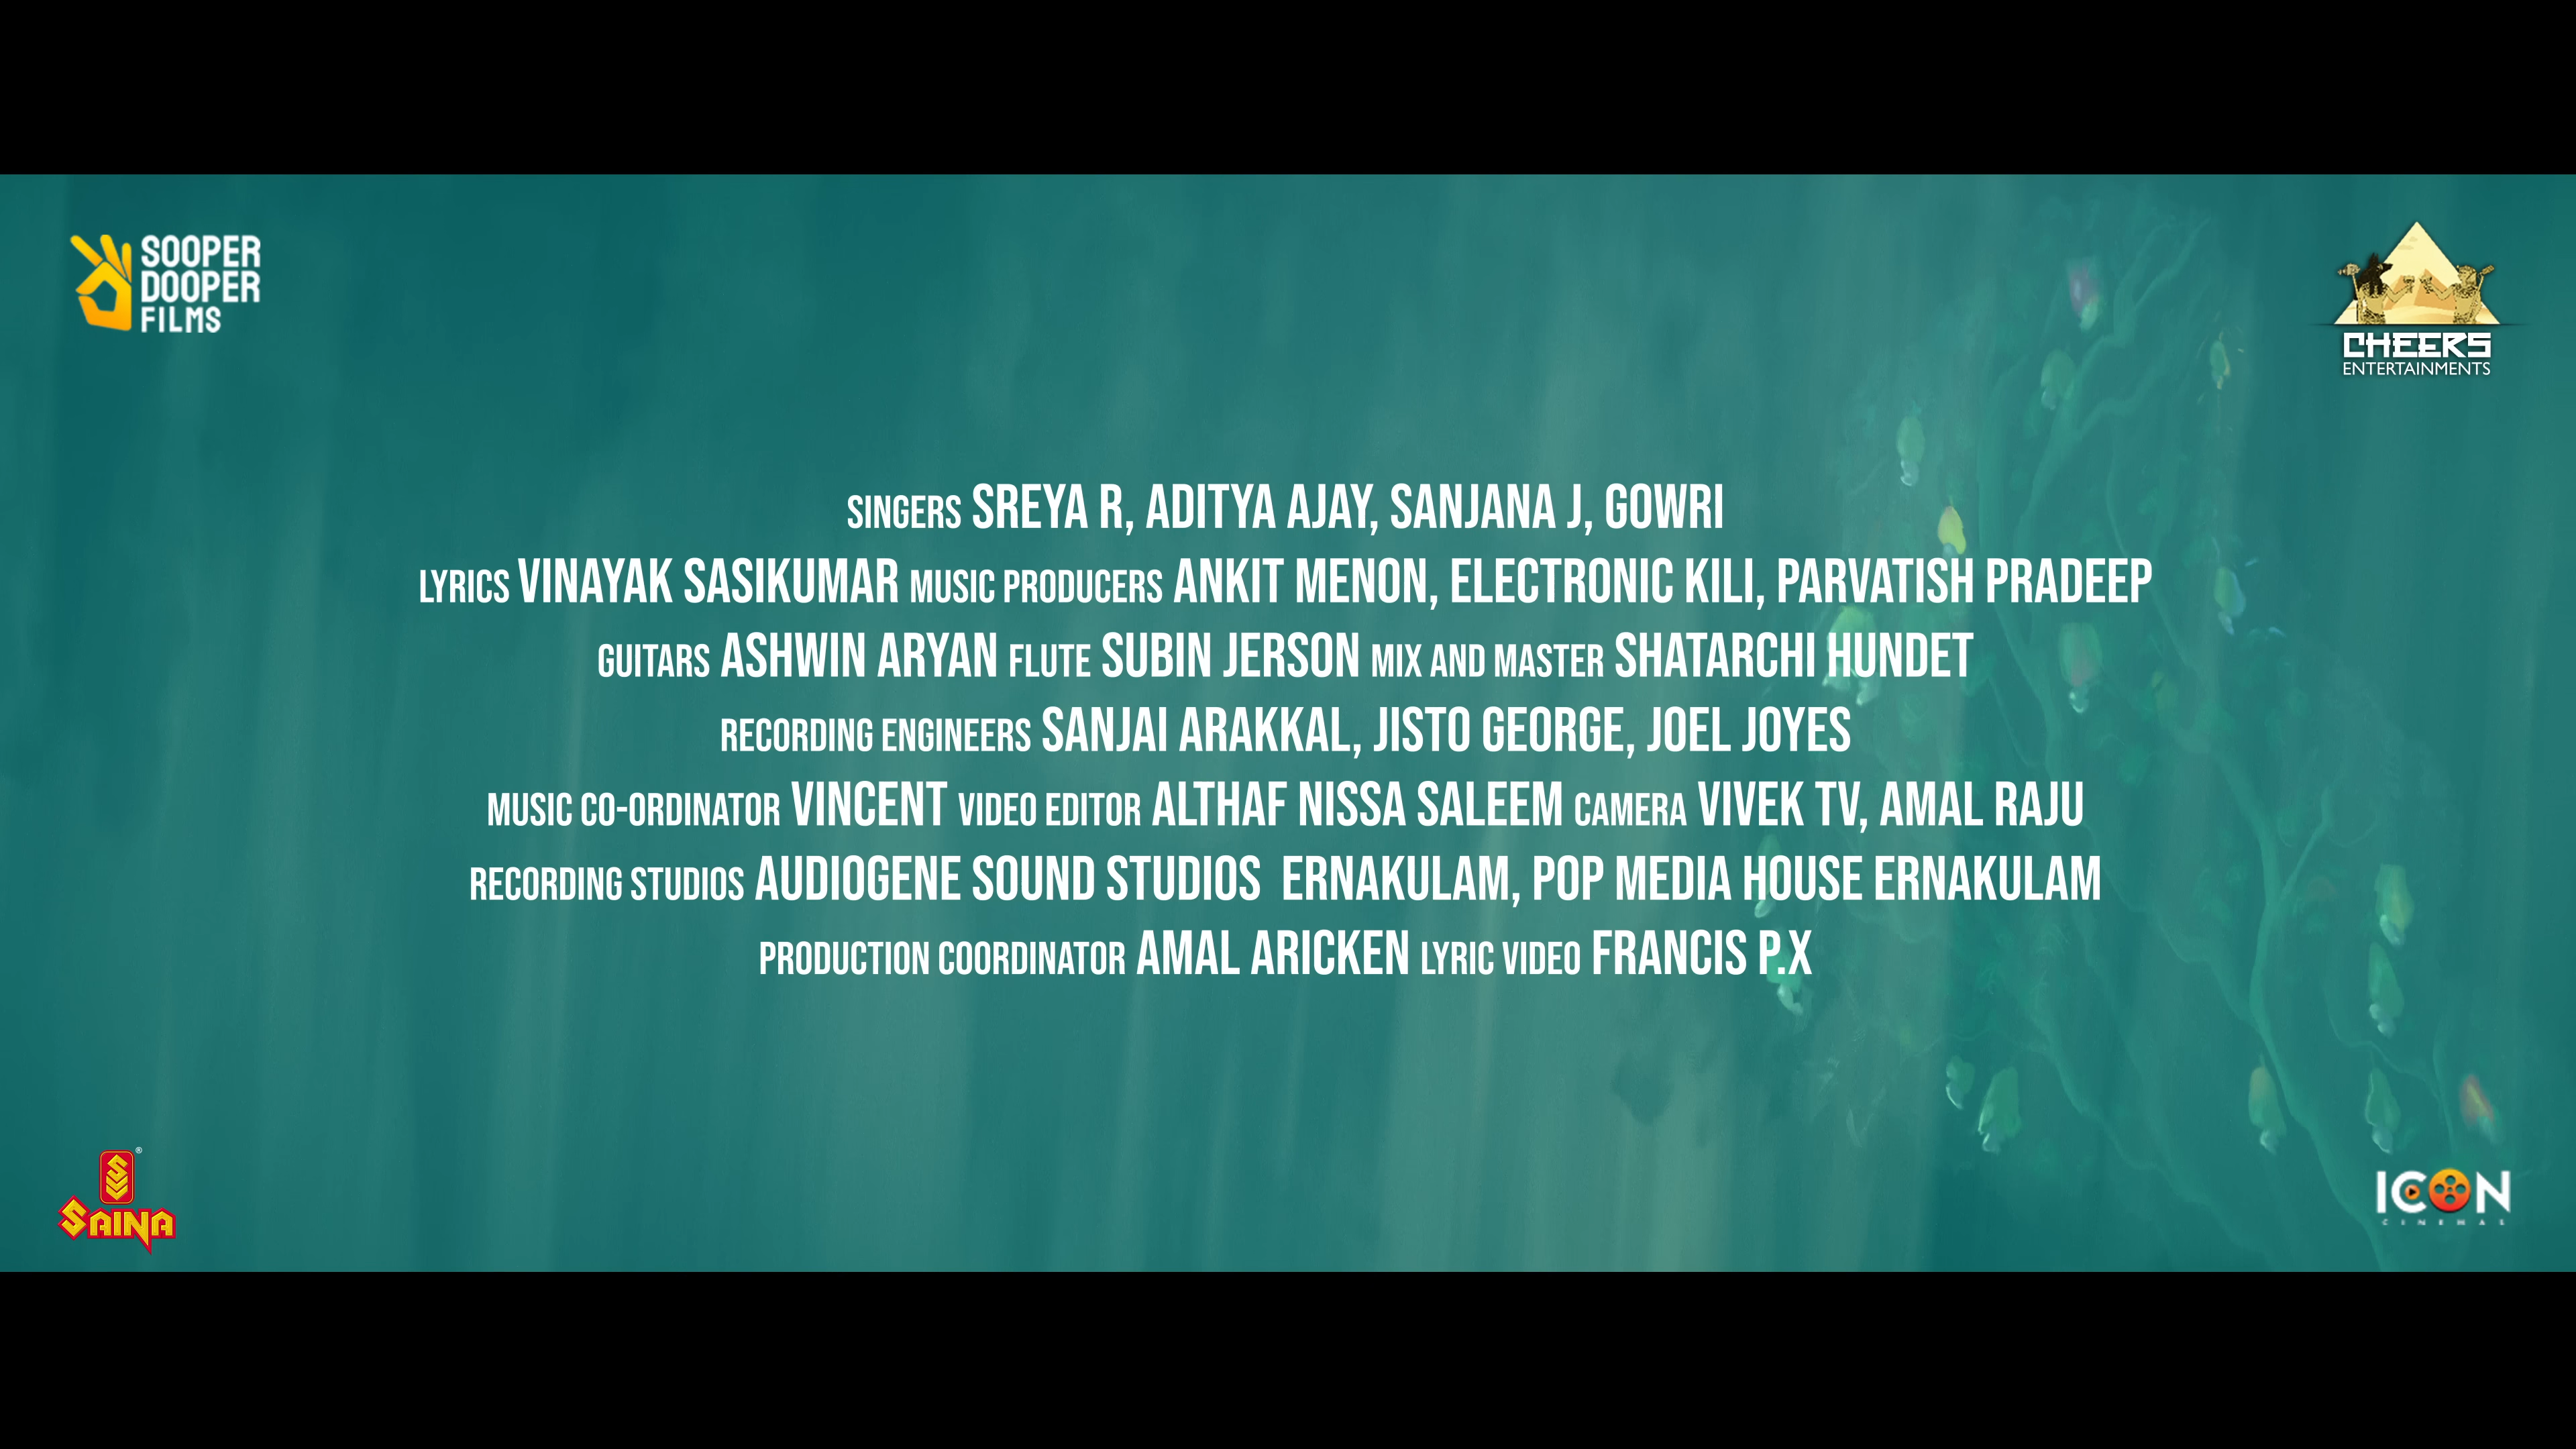 SOOPER
DOOPER
FILMS
CHEERS
ENTERTAINMENTS
SINGERS SREYA R, ADITYA AJAY, SANJANA J, GOWRI
LYRICS VINAYAK SASIKUMAR MUSIC PRODUCERS ANKIT MENON, ELECTRONIC KILI, PARVATISH PRADEEP
GUITARS ASHWIN ARYAN FLUTE SUBIN JERSON MIX AND MASTER SHATARCHI HUNDET
RECORDING ENGINEERS SANJAI ARAKKAL, JISTO GEORGE, JOEL JOYES
MUSIC CO-ORDINATOR VINCENT VIDEO EDITOR ALTHAF NISSA SALEEM CAMERA VIVEK TV, AMAL RAJU
RECORDING STUDIOS AUDIOGENE SOUND STUDIOS  ERNAKULAM, POP MEDIA HOUSE ERNAKULAM
PRODUCTION COORDINATOR AMAL ARICKEN LYRIC VIDEO FRANCIS P.X
®
SAINA
ICON
CINEMAS